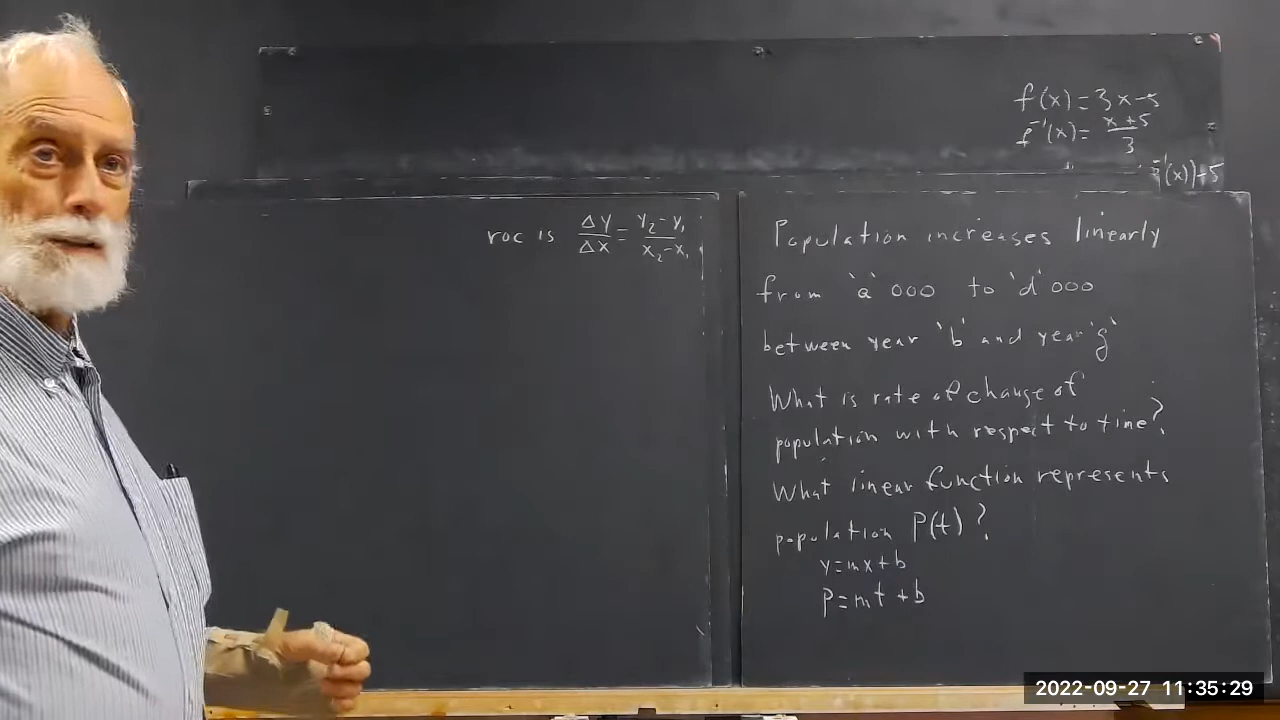 f(x)=3x-5
f⁻¹(x)= x+5/3
⁻¹(x))+5
roc is ΔY/ΔX = Y₂-Y₁/X₂-X₁
Population increases linearly
from 'a' 000 to 'd' 000
between year 'b' and year 'g'
What is rate of change of
population with respect to time?
What linear function represents
population P(t)?
y=mx+b
P=mt+b
2022-09-27 11:35:29